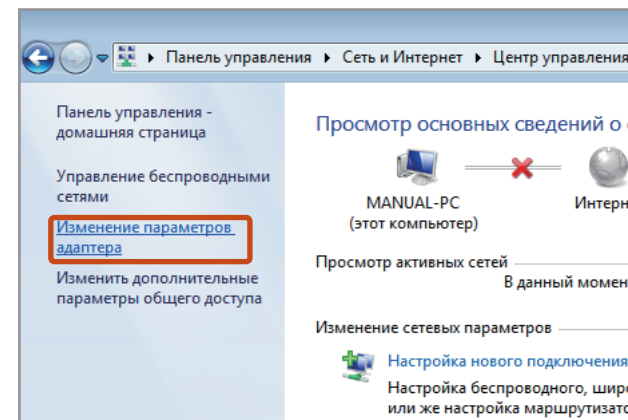 Панель управления ▸ Сеть и Интернет ▸ Центр управления
Панель управления -
домашняя страница
Управление беспроводными
сетями
Изменение параметров
адаптера
Изменить дополнительные
параметры общего доступа
Просмотр основных сведений о
MANUAL-PC
(этот компьютер)
Интерн
Просмотр активных сетей
В данный момен
Изменение сетевых параметров
Настройка нового подключения
Настройка беспроводного, широ
или же настройка маршрутизато